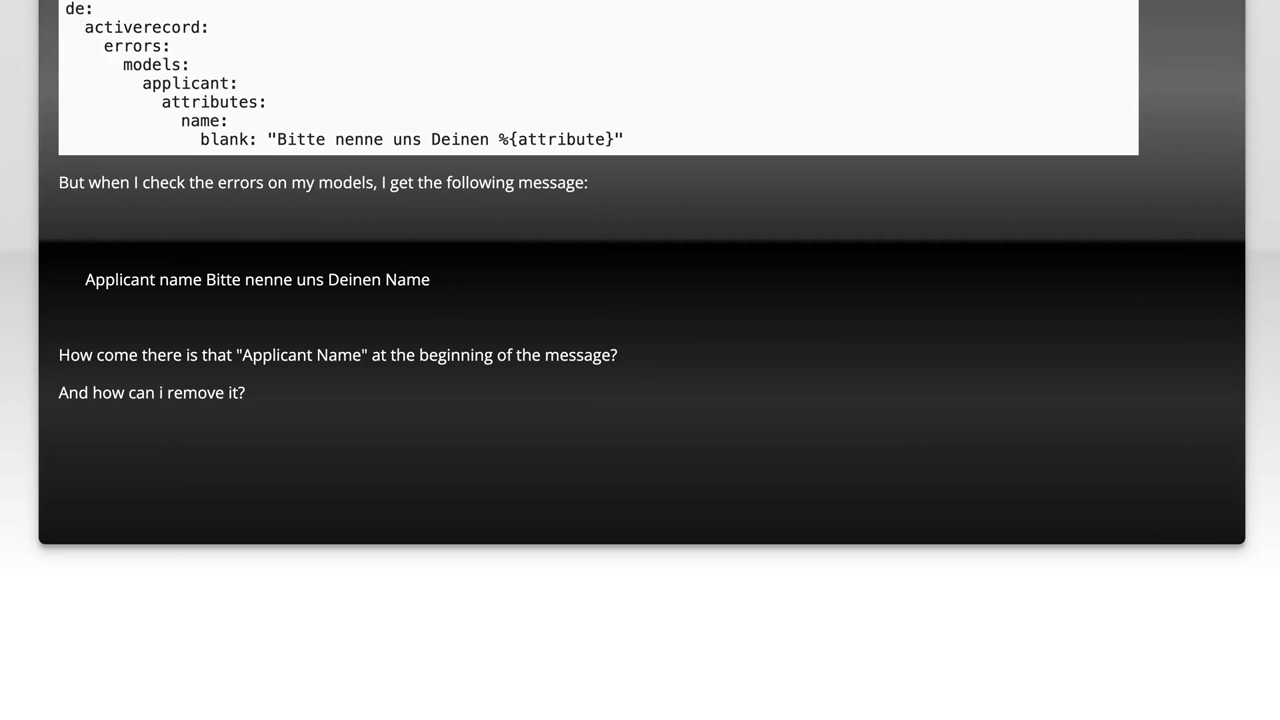 de:
  activerecord:
    errors:
      models:
        applicant:
          attributes:
            name:
              blank: "Bitte nenne uns Deinen %{attribute}"
But when I check the errors on my models, I get the following message:
Applicant name Bitte nenne uns Deinen Name
How come there is that "Applicant Name" at the beginning of the message?
And how can i remove it?